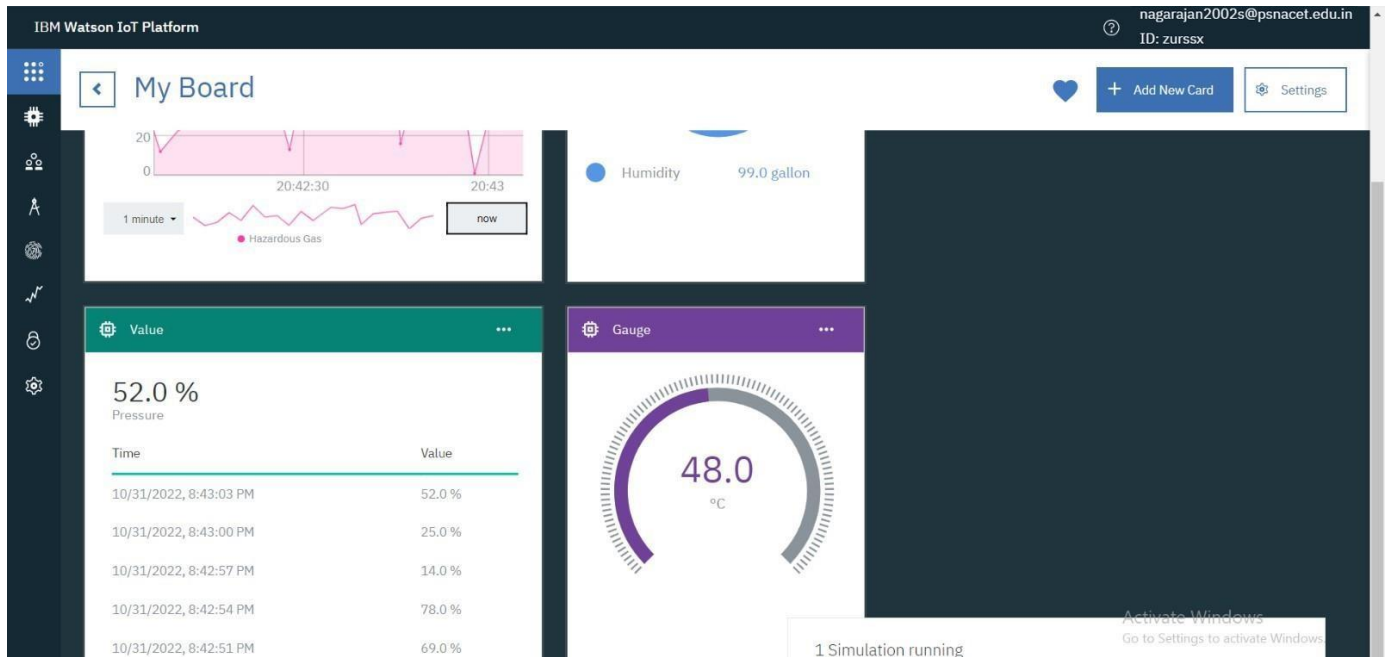 IBM Watson IoT Platform
nagarajan2002s@psnacet.edu.in
ID: zurssx
My Board
+ Add New Card
Settings
20
0
20:42:30
20:43
1 minute
now
Hazardous Gas
Humidity 99.0 gallon
Value
52.0 %
Pressure
Time Value
10/31/2022, 8:43:03 PM 52.0 %
10/31/2022, 8:43:00 PM 25.0 %
10/31/2022, 8:42:57 PM 14.0 %
10/31/2022, 8:42:54 PM 78.0 %
10/31/2022, 8:42:51 PM 69.0 %
Gauge
48.0
°C
1 Simulation running
Activate Windows
Go to Settings to activate Windows.